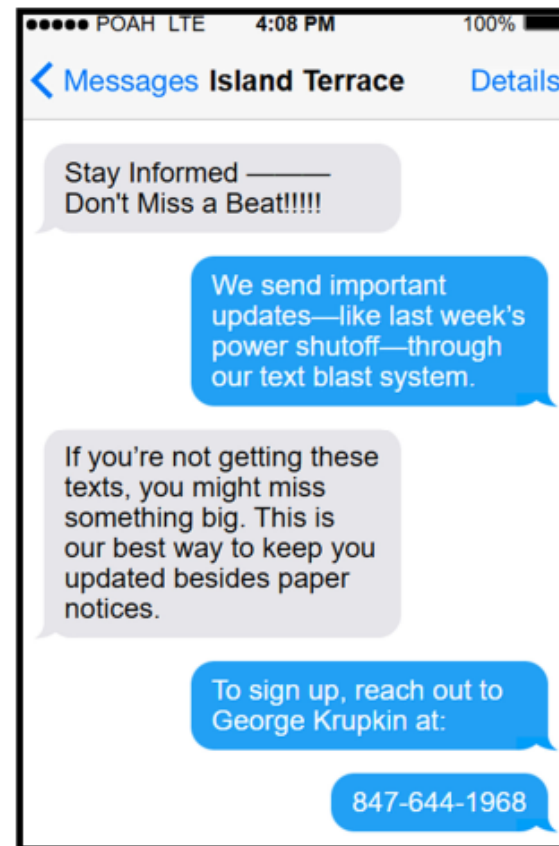 POAH LTE 4:08 PM 100%
Messages Island Terrace Details
Stay Informed ———
Don't Miss a Beat!!!!!
We send important
updates—like last week’s
power shutoff—through
our text blast system.
If you’re not getting these
texts, you might miss
something big. This is
our best way to keep you
updated besides paper
notices.
To sign up, reach out to
George Krupkin at:
847-644-1968